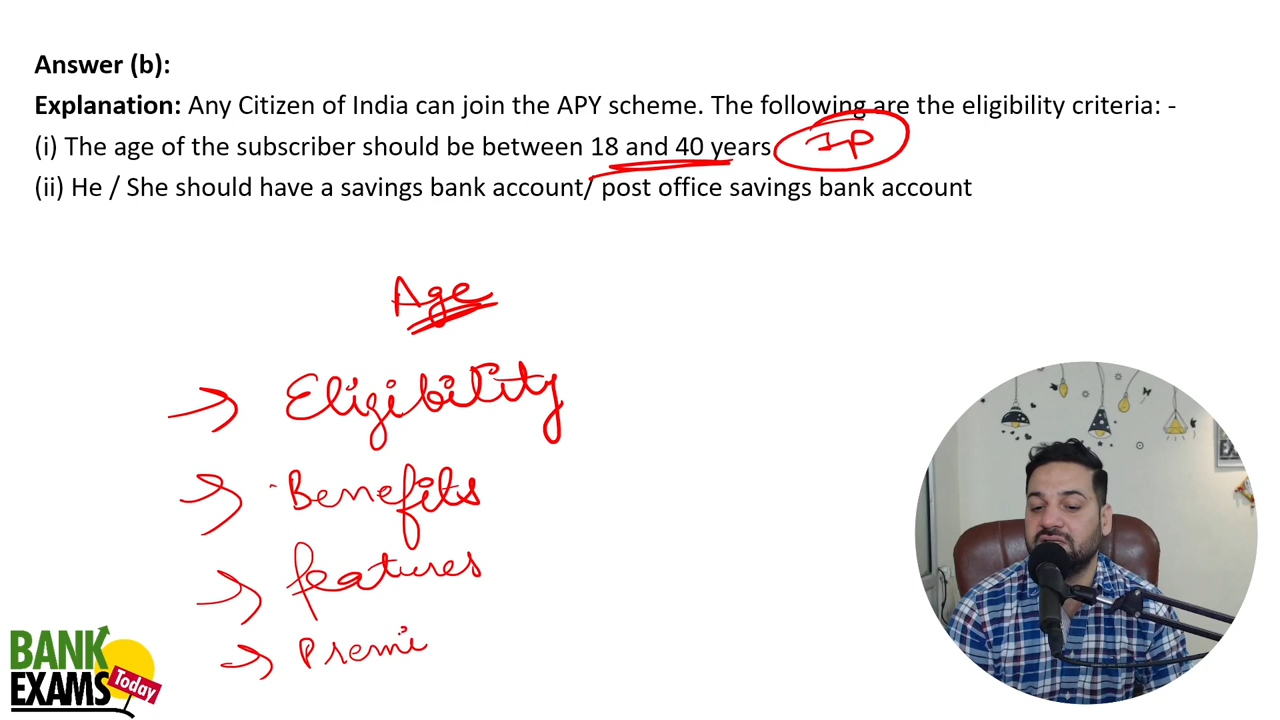 Answer (b):
Explanation: Any Citizen of India can join the APY scheme. The following are the eligibility criteria: -
(i) The age of the subscriber should be between 18 and 40 years
(ii) He / She should have a savings bank account/ post office savings bank account
Age
→ Eligibility
→ Benefits
→ features
→ Premi
BANK
EXAMS
Today